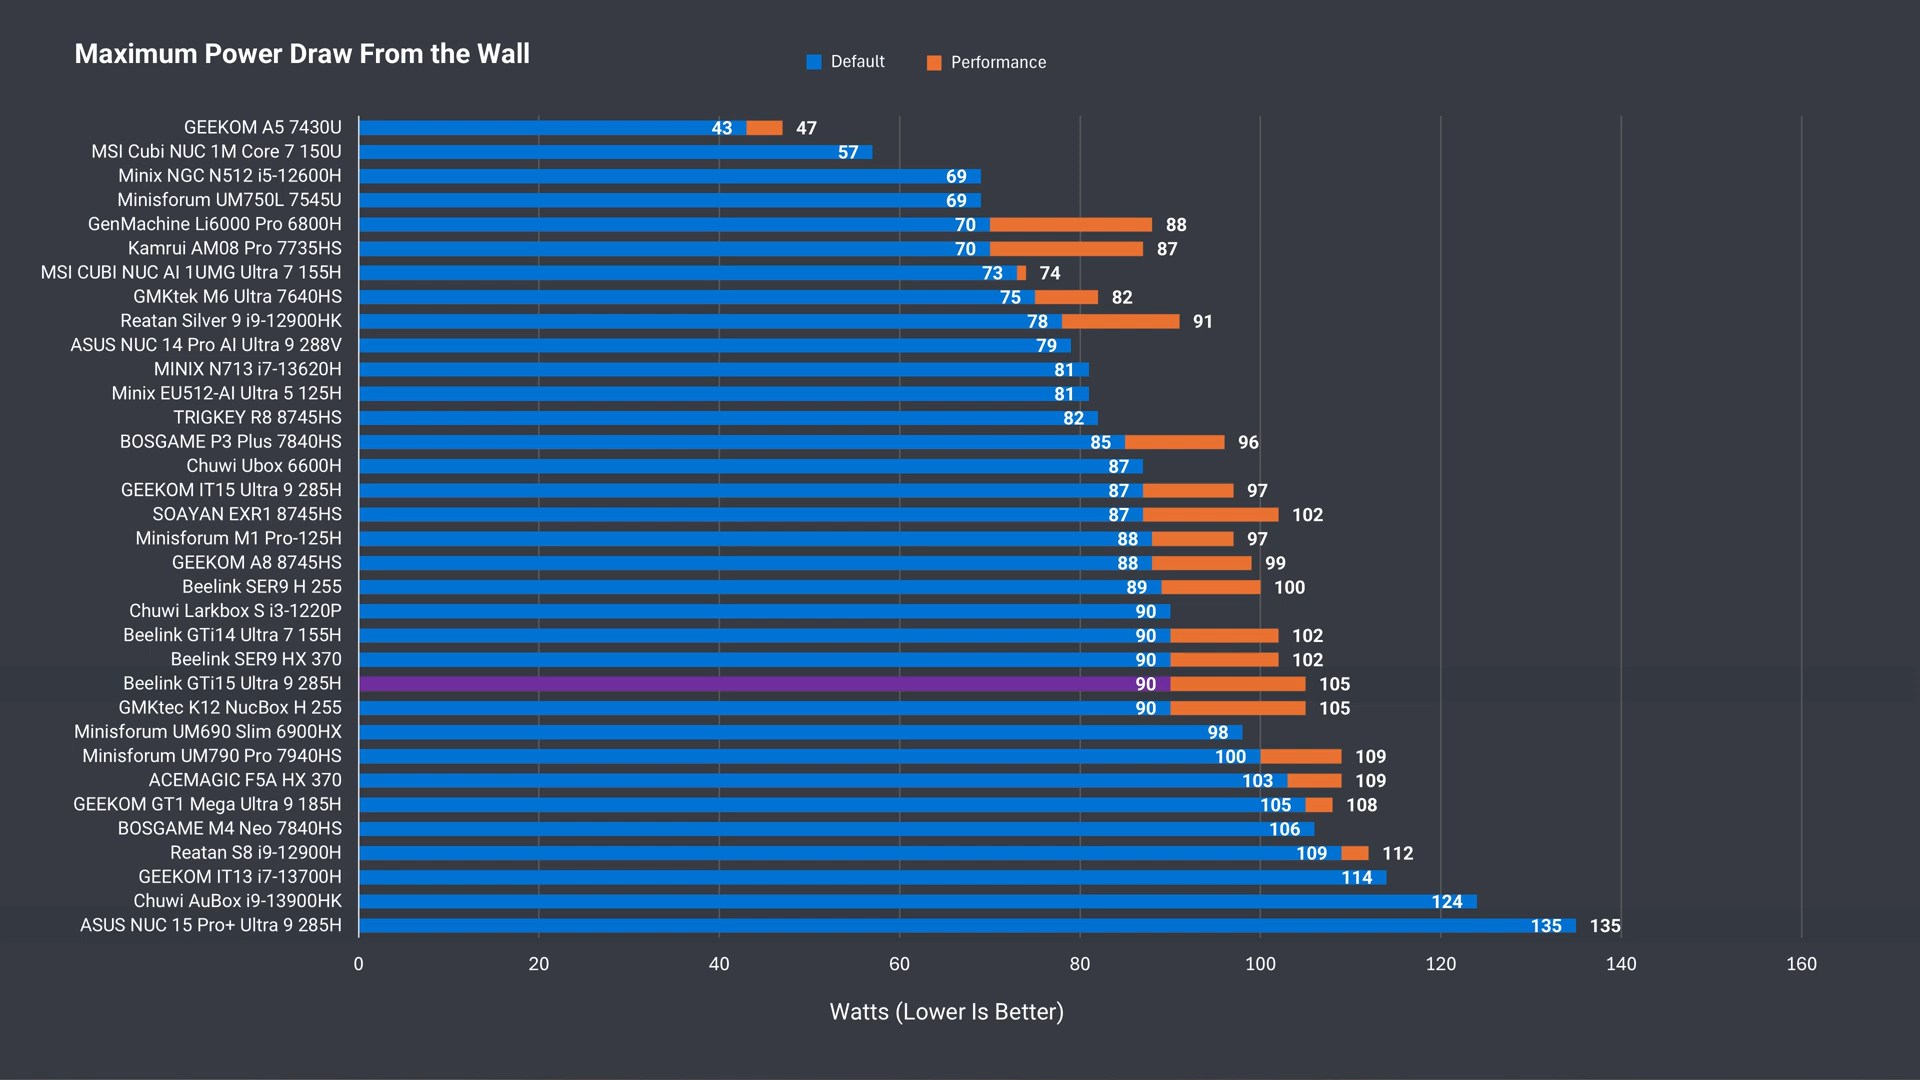 Maximum Power Draw From the Wall
Default Performance
GEEKOM A5 7430U 43 47
MSI Cubi NUC 1M Core 7 150U 57
Minix NGC N512 i5-12600H 69
Minisforum UM750L 7545U 69
GenMachine Li6000 Pro 6800H 70 88
Kamrui AM08 Pro 7735HS 70 87
MSI CUBI NUC AI 1UMG Ultra 7 155H 73 74
GMKtek M6 Ultra 7640HS 75 82
Reatan Silver 9 i9-12900HK 78 91
ASUS NUC 14 Pro AI Ultra 9 288V 79
MINIX N713 i7-13620H 81
Minix EU512-AI Ultra 5 125H 81
TRIGKEY R8 8745HS 82
BOSGAME P3 Plus 7840HS 85 96
Chuwi Ubox 6600H 87
GEEKOM IT15 Ultra 9 285H 87 97
SOAYAN EXR1 8745HS 87 102
Minisforum M1 Pro-125H 88 97
GEEKOM A8 8745HS 88 99
Beelink SER9 H 255 89 100
Chuwi Larkbox S i3-1220P 90
Beelink GTi14 Ultra 7 155H 90 102
Beelink SER9 HX 370 90 102
Beelink GTi15 Ultra 9 285H 90 105
GMKtec K12 NucBox H 255 90 105
Minisforum UM690 Slim 6900HX 98
Minisforum UM790 Pro 7940HS 100 109
ACEMAGIC F5A HX 370 103 109
GEEKOM GT1 Mega Ultra 9 185H 105 108
BOSGAME M4 Neo 7840HS 106
Reatan S8 i9-12900H 109 112
GEEKOM IT13 i7-13700H 114
Chuwi AuBox i9-13900HK 124
ASUS NUC 15 Pro+ Ultra 9 285H 135 135
0 20 40 60 80 100 120 140 160
Watts (Lower Is Better)